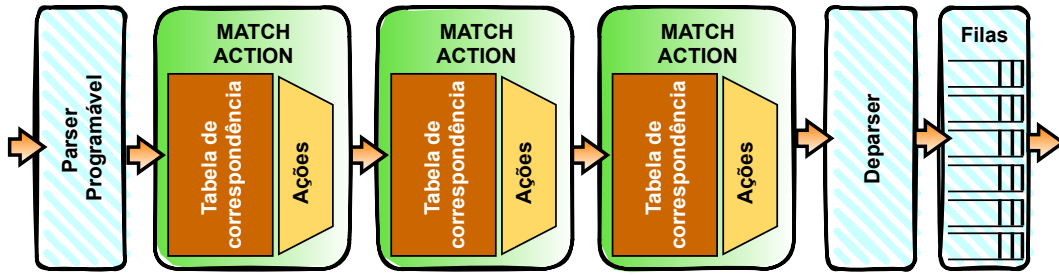 Parser
Programável
MATCH
ACTION
Tabela de
correspondência
Ações
MATCH
ACTION
Tabela de
correspondência
Ações
MATCH
ACTION
Tabela de
correspondência
Ações
Deparser
Filas